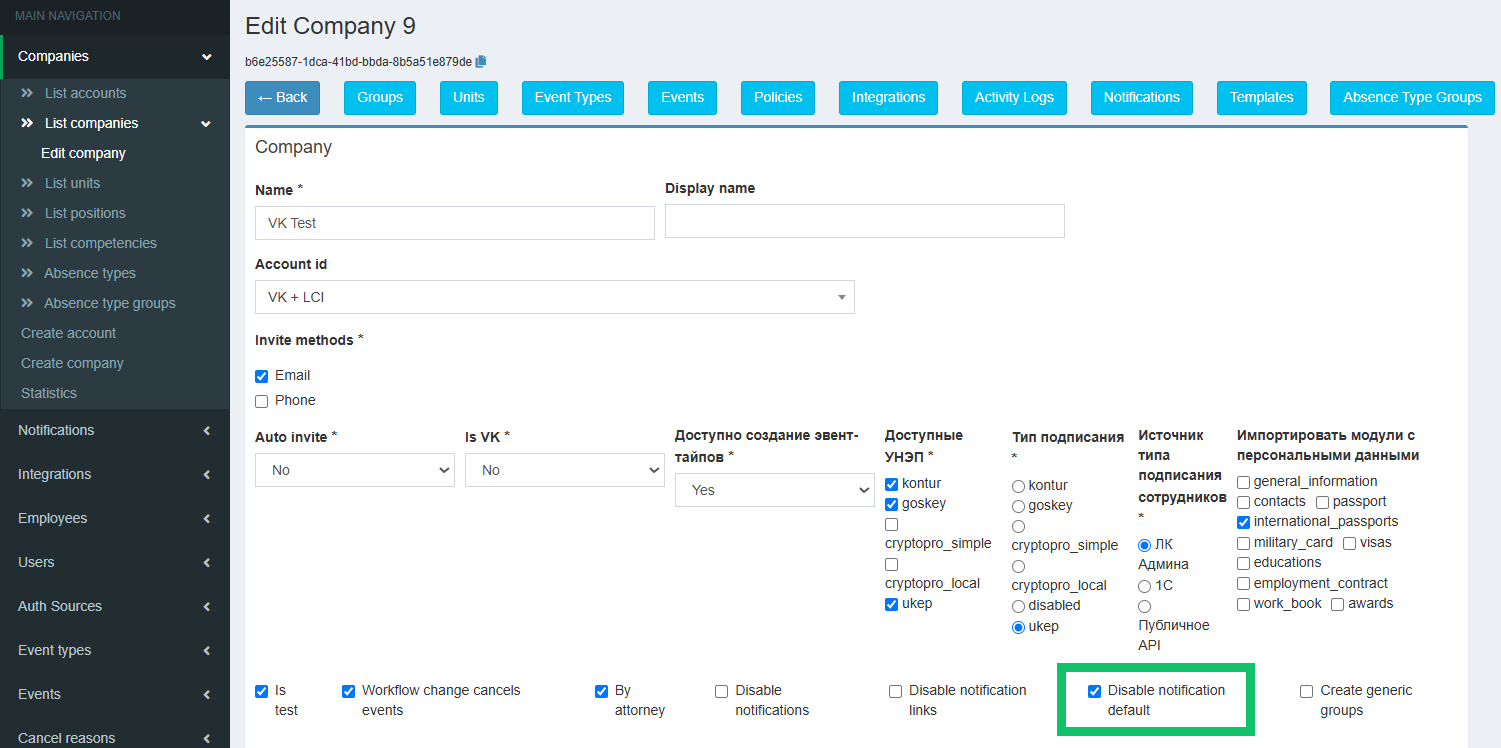 MAIN NAVIGATION
Companies
List accounts
List companies
Edit company
List units
List positions
List competencies
Absence types
Absence type groups
Create account
Create company
Statistics
Notifications
Integrations
Employees
Users
Auth Sources
Event types
Events
Cancel reasons
Edit Company 9
b6e25587-1dca-41bd-bbda-8b5a51e879de
← Back Groups Units Event Types Events Policies Integrations Activity Logs Notifications Templates Absence Type Groups
Company
Name * Display name
VK Test
Account id
VK + LCI
Invite methods *
Email
Phone
Auto invite *
No
Is VK *
No
Доступно создание эвент-
тайпов *
Yes
Доступные
УНЭП *
kontur
goskey
cryptopro_simple
cryptopro_local
ukep
Тип подписания
*
kontur
goskey
cryptopro_simple
cryptopro_local
disabled
ukep
Источник
типа
подписания
сотрудников
*
ЛК
Админа
1С
Публичное
API
Импортировать модули с
персональными данными
general_information
contacts passport
international_passports
military_card visas
educations
employment_contract
work_book awards
Is
test
Workflow change cancels
events
By
attorney
Disable
notifications
Disable notification
links
Disable notification
default
Create generic
groups